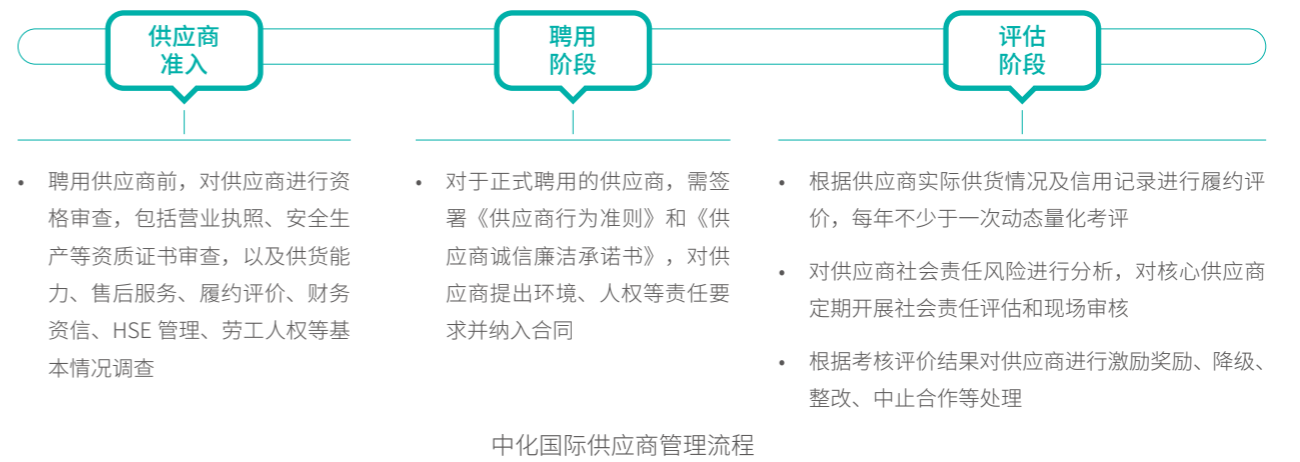 供应商
准入
聘用
阶段
评估
阶段
• 聘用供应商前，对供应商进行资
格审查，包括营业执照、安全生
产等资质证书审查，以及供货能
力、售后服务、履约评价、财务
资信、HSE 管理、劳工人权等基
本情况调查
• 对于正式聘用的供应商，需签
署《供应商行为准则》和《供
应商诚信廉洁承诺书》，对供
应商提出环境、人权等责任要
求并纳入合同
• 根据供应商实际供货情况及信用记录进行履约评
价，每年不少于一次动态量化考评
• 对供应商社会责任风险进行分析，对核心供应商
定期开展社会责任评估和现场审核
• 根据考核评价结果对供应商进行激励奖励、降级、
整改、中止合作等处理
中化国际供应商管理流程